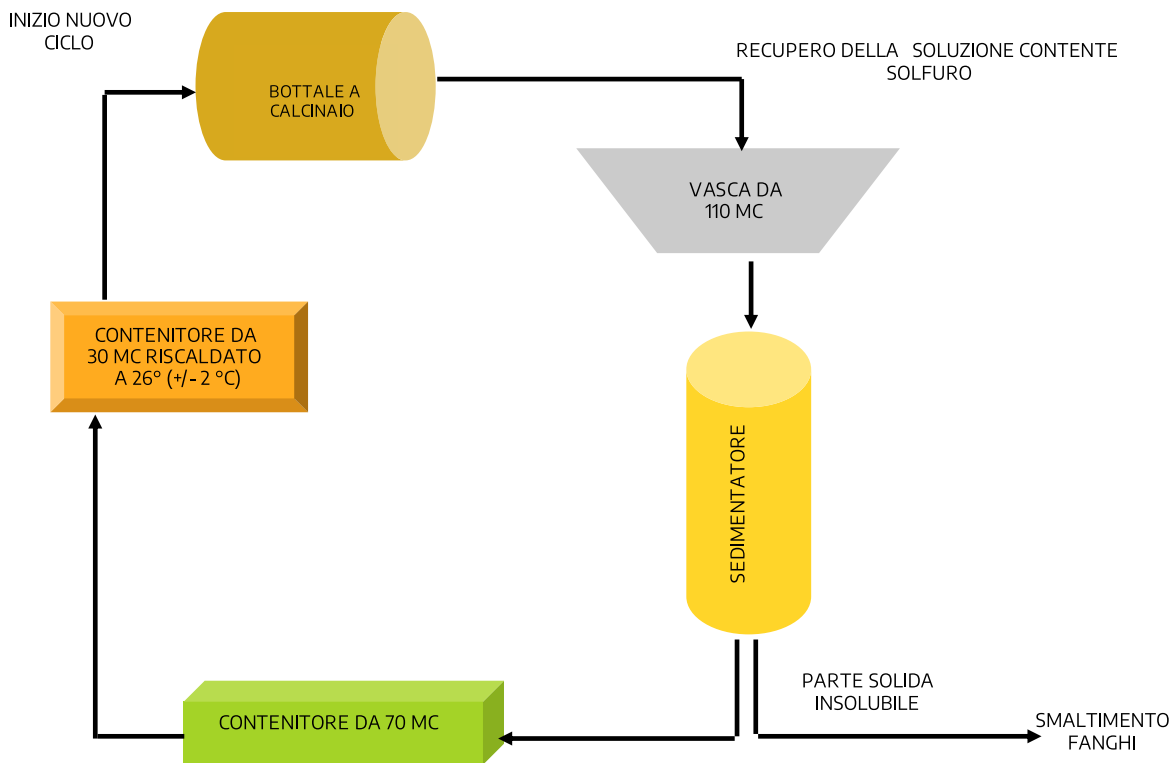 INIZIO NUOVO
CICLO
BOTTALE A
CALCINAIO
RECUPERO DELLA SOLUZIONE CONTENTE
SOLFURO
VASCA DA
110 MC
CONTENITORE DA
30 MC RISCALDATO
A 26° (+/- 2 °C)
SEDIMENTATORE
PARTE SOLIDA
INSOLUBILE
CONTENITORE DA 70 MC
SMALTIMENTO
FANGHI